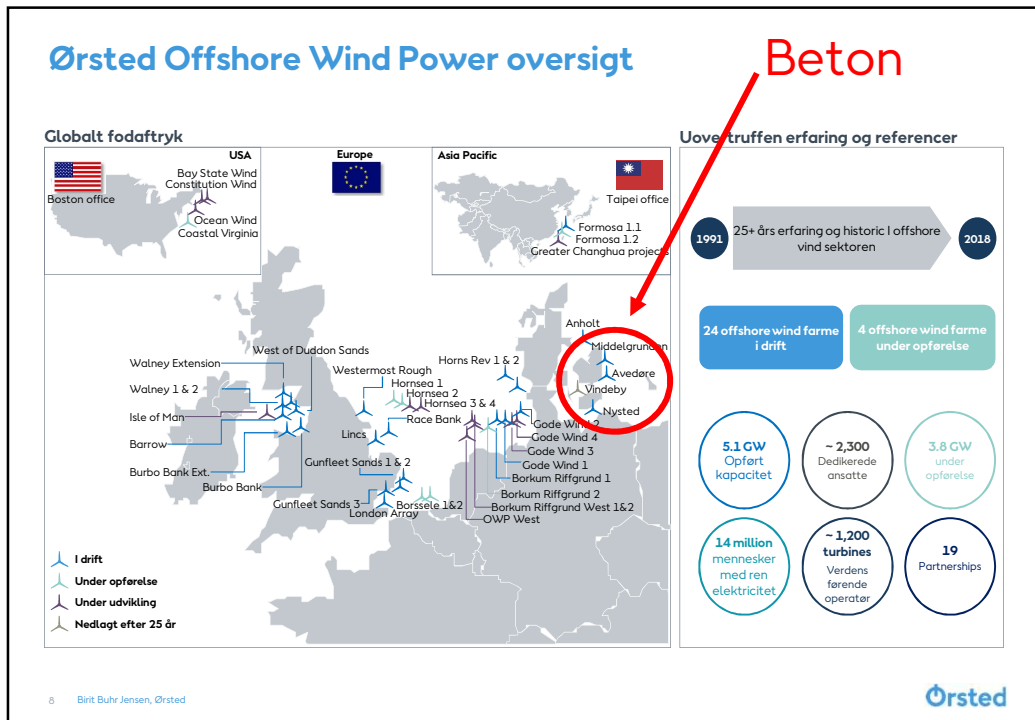 Ørsted Offshore Wind Power oversigt
Beton
Globalt fodaftryk
USA
Bay State Wind
Constitution Wind
Boston office
Ocean Wind
Coastal Virginia
Europe
Asia Pacific
Taipei office
Formosa 1.1
Formosa 1.2
Greater Changhua projects
Anholt
Middelgrunden
Avedøre
Vindeby
Nysted
Horns Rev 1 & 2
West of Duddon Sands
Walney Extension
Walney 1 & 2
Isle of Man
Barrow
Burbo Bank Ext.
Burbo Bank
Westermost Rough
Hornsea 1
Hornsea 2
Hornsea 3 & 4
Race Bank
Lincs
Gunfleet Sands 1 & 2
Gunfleet Sands 3
London Array
Borssele 1&2
Gode Wind 2
Gode Wind 4
Gode Wind 3
Gode Wind 1
Borkum Riffgrund 1
Borkum Riffgrund 2
Borkum Riffgrund West 1&2
OWP West
I drift
Under opførelse
Under udvikling
Nedlagt efter 25 år
Uovertruffen erfaring og referencer
1991
25+ års erfaring og historic I offshore
vind sektoren
2018
24 offshore wind farme
i drift
4 offshore wind farme
under opførelse
5.1 GW
Opført
kapacitet
~ 2,300
Dedikerede
ansatte
3.8 GW
under
opførelse
14 million
mennesker
med ren
elektricitet
~ 1,200
turbines
Verdens
førende
operatør
19
Partnerships
8
Birit Buhr Jensen, Ørsted
Ørsted